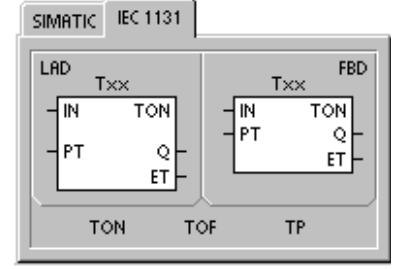 SIMATIC IEC 1131
LAD FBD
Txx Txx
IN TON IN TON
PT Q PT Q
ET ET
TON TOF TP